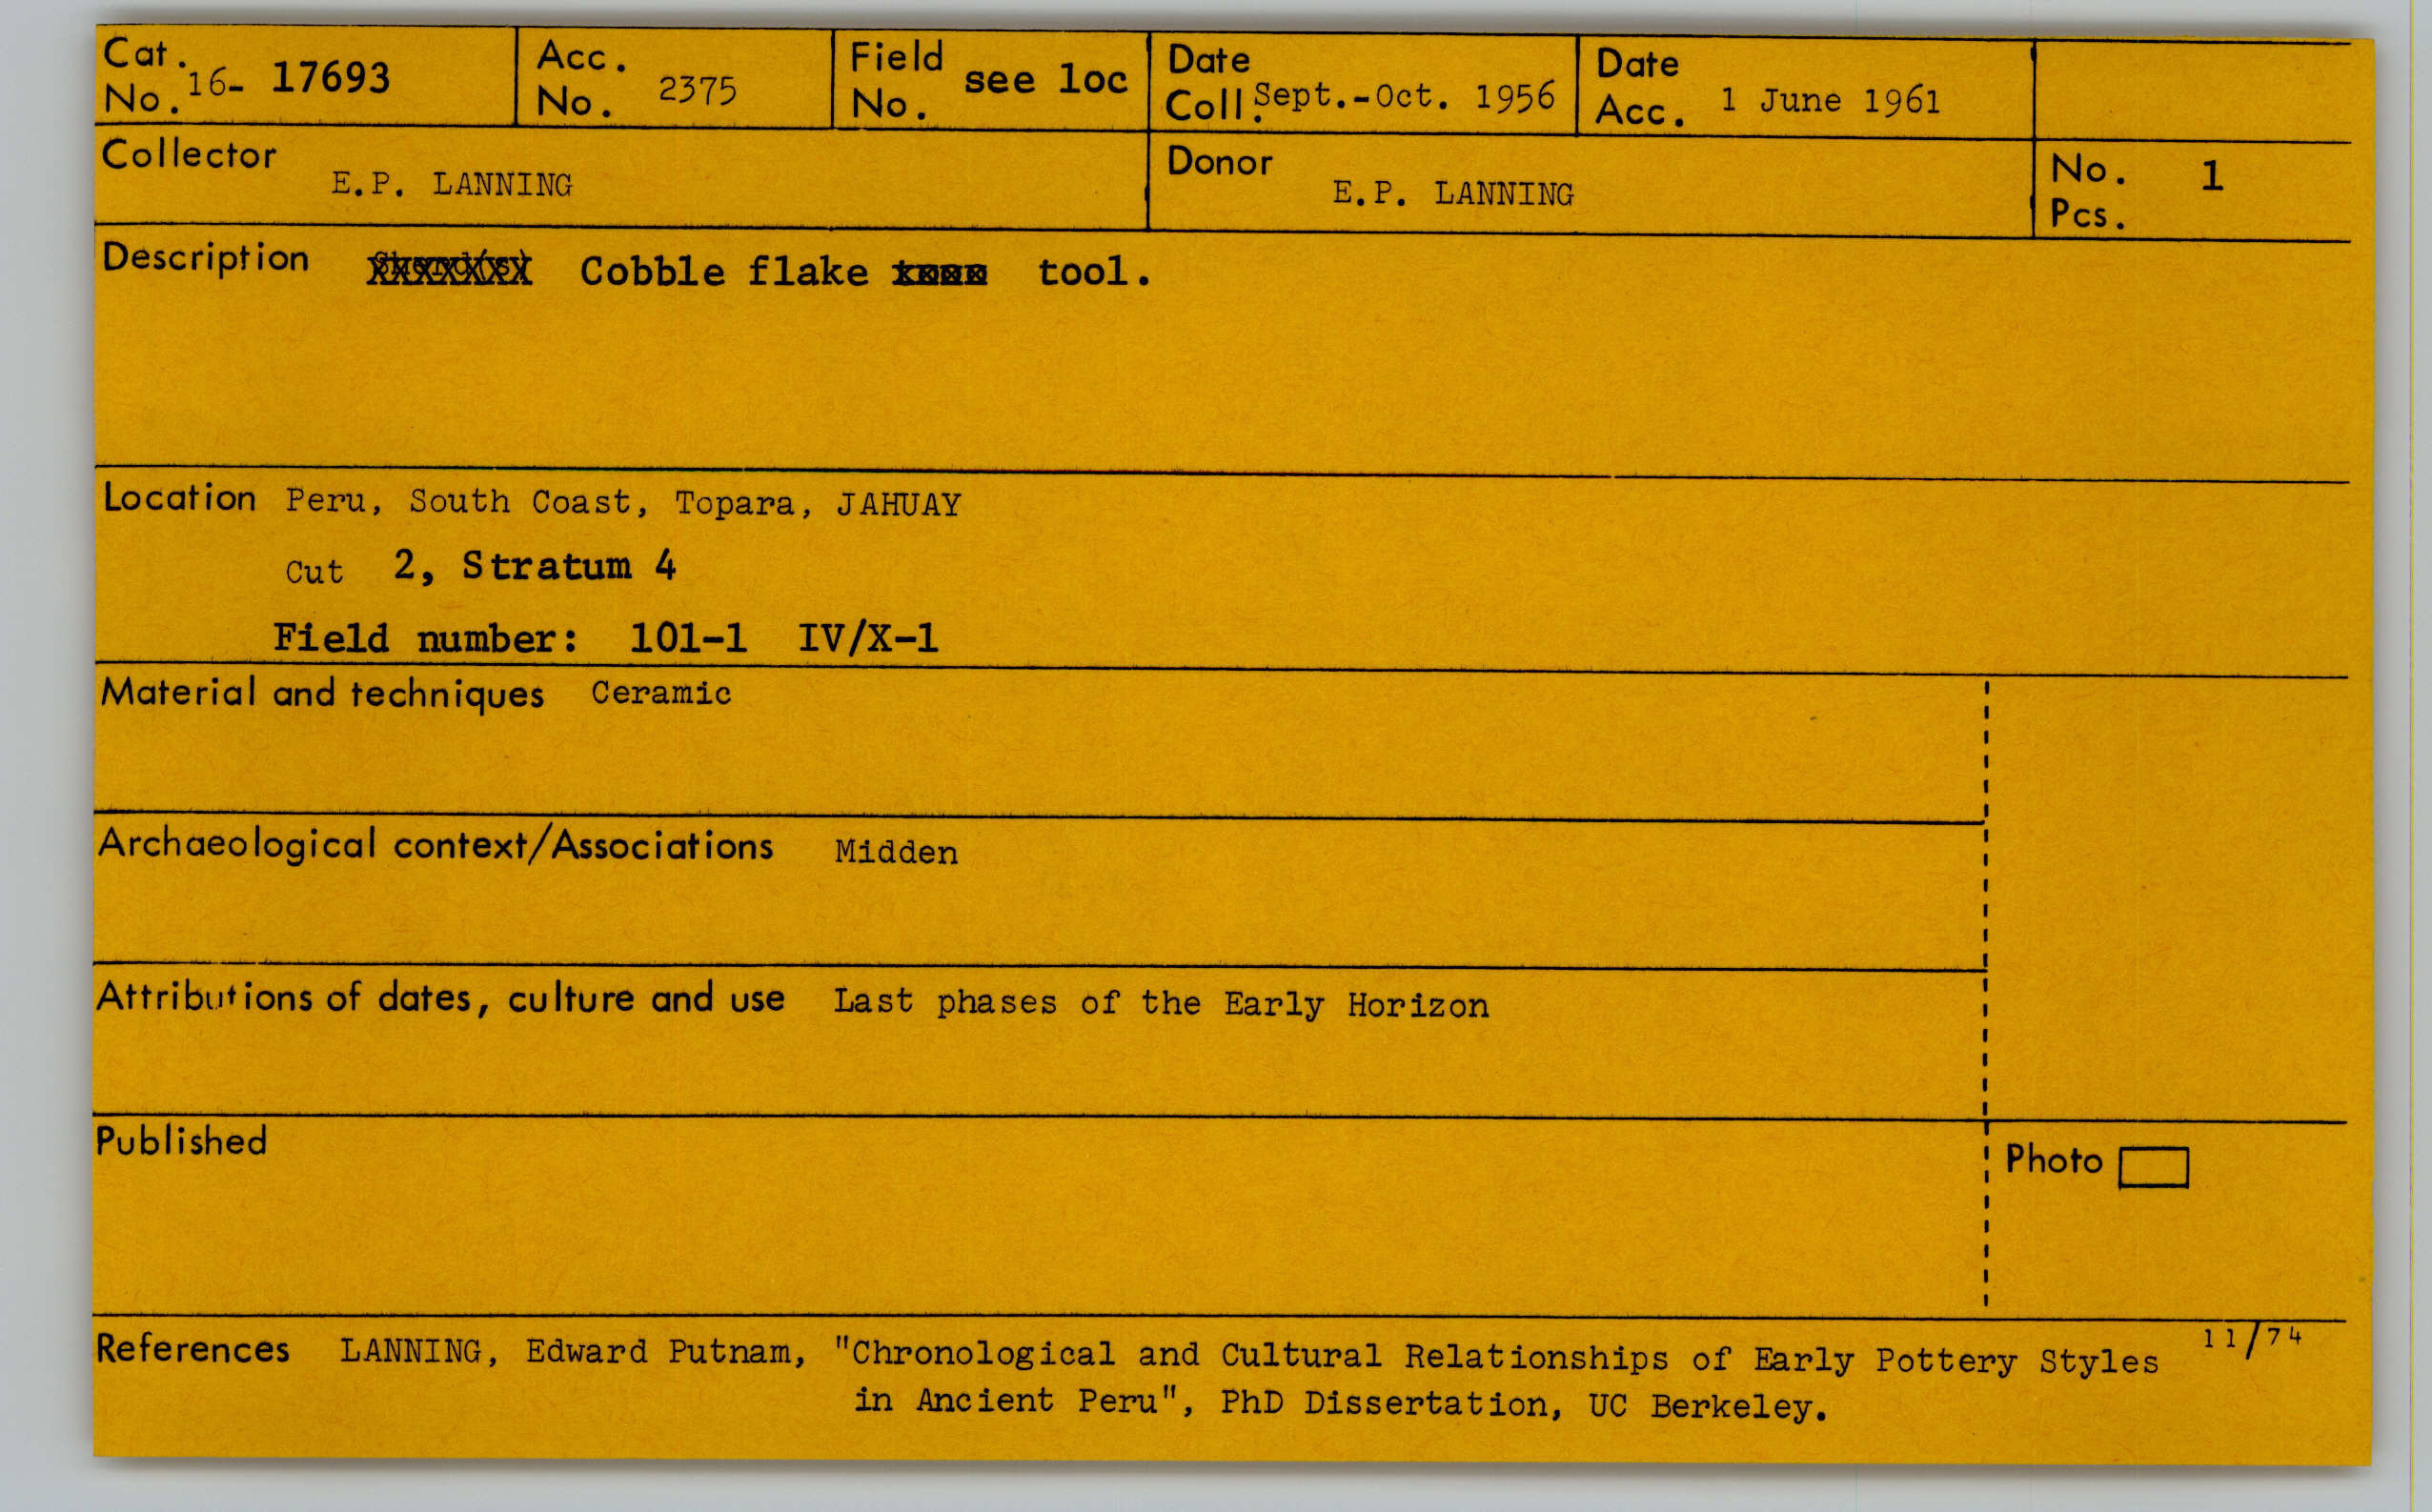 Cat. No. 16- 17693
Acc. No. 2375
Field No. see loc
Date Coll. Sept.-Oct. 1956
Date Acc. 1 June 1961
Collector E.P. LANNING
Donor E.P. LANNING
No. Pcs. 1
Description Cobble flake tool.
Location Peru, South Coast, Topara, JAHUAY
Cut 2, Stratum 4
Field number: 101-1 IV/X-1
Material and techniques Ceramic
Archaeological context/Associations Midden
Attributions of dates, culture and use Last phases of the Early Horizon
Published
Photo
11/74
References LANNING, Edward Putnam, "Chronological and Cultural Relationships of Early Pottery Styles
in Ancient Peru", PhD Dissertation, UC Berkeley.